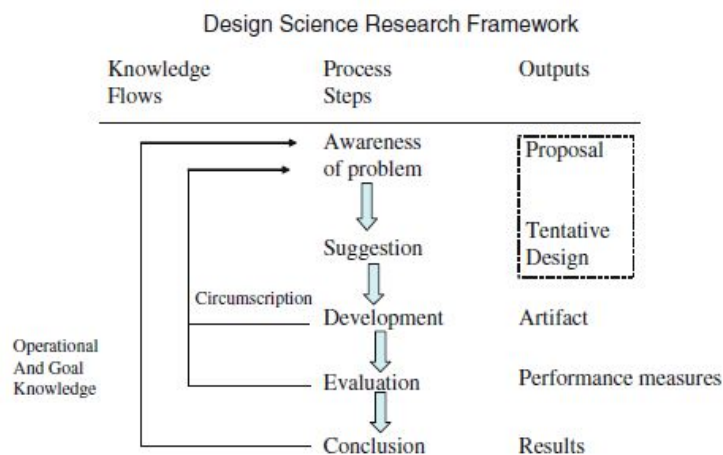 Design Science Research Framework
Knowledge Flows
Process Steps
Outputs
Awareness of problem
Proposal
Suggestion
Tentative Design
Circumscription
Development
Artifact
Operational And Goal Knowledge
Evaluation
Performance measures
Conclusion
Results